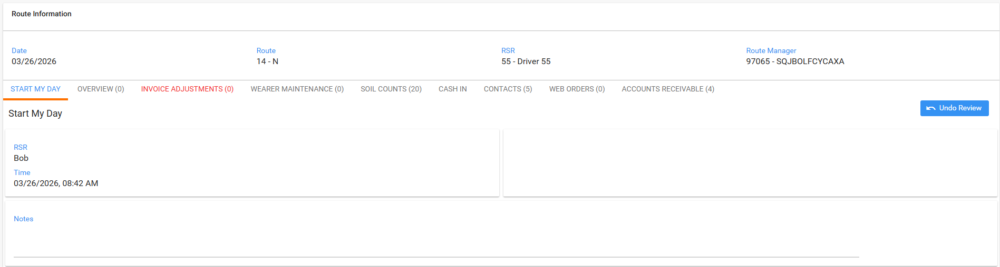 Route Information
Date
03/26/2026
Route
14 - N
RSR
55 - Driver 55
Route Manager
97065 - SQJBOLFCYCAXA
START MY DAY
OVERVIEW (0)
INVOICE ADJUSTMENTS (0)
WEARER MAINTENANCE (0)
SOIL COUNTS (20)
CASH IN
CONTACTS (5)
WEB ORDERS (0)
ACCOUNTS RECEIVABLE (4)
Start My Day
Undo Review
RSR
Bob
Time
03/26/2026, 08:42 AM
Notes